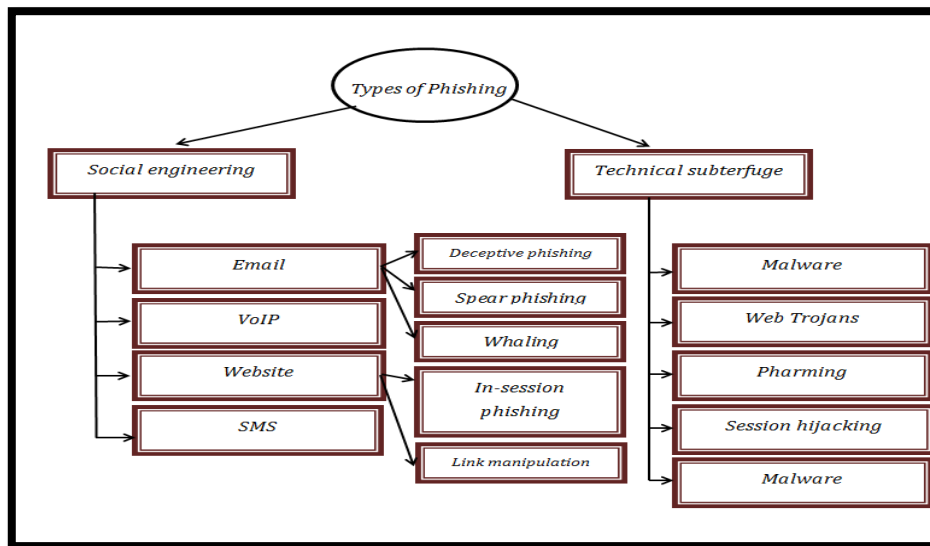 Types of Phishing
Social engineering
Technical subterfuge
Email
VoIP
Website
SMS
Deceptive phishing
Spear phishing
Whaling
In-session
phishing
Link manipulation
Malware
Web Trojans
Pharming
Session hijacking
Malware